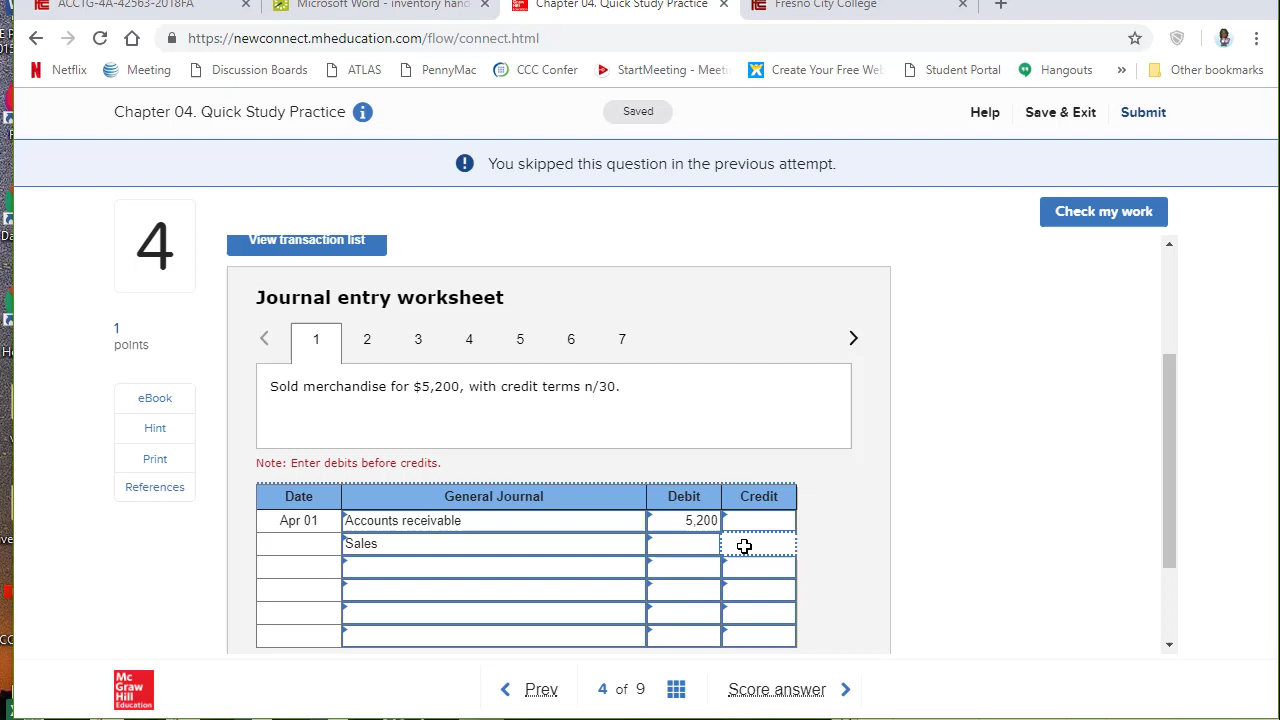 ACCTG-4A-42563-2018FA
Microsoft Word - inventory hand
Chapter 04. Quick Study Practice
Fresno City College
https://newconnect.mheducation.com/flow/connect.html
Netflix
Meeting
Discussion Boards
ATLAS
PennyMac
CCC Confer
StartMeeting - Meeti
Create Your Free Web
Student Portal
Hangouts
»
Other bookmarks
Chapter 04. Quick Study Practice
Saved
Help
Save & Exit
Submit
You skipped this question in the previous attempt.
4
Check my work
View transaction list
1
points
Journal entry worksheet
1 2 3 4 5 6 7
Sold merchandise for $5,200, with credit terms n/30.
eBook
Hint
Print
References
Note: Enter debits before credits.
Date General Journal Debit Credit
Apr 01 Accounts receivable 5,200
Sales
Mc
Graw
Hill
Education
Prev
4 of 9
Score answer